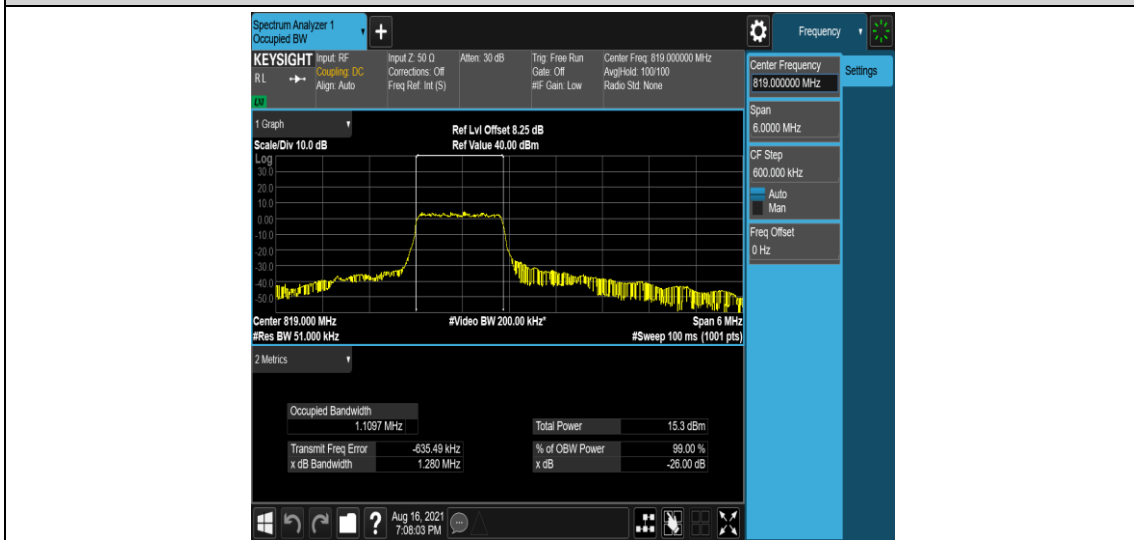 Spectrum Analyzer 1
Occupied BW
+
Frequency
KEYSIGHT
RL
Input: RF
Coupling: DC
Align: Auto
Input Z: 50 Ω
Corrections: Off
Freq Ref: Int (S)
Atten: 30 dB
Trig: Free Run
Gate: Off
#IF Gain: Low
Center Freq: 819.000000 MHz
Avg|Hold: 100/100
Radio Std: None
Center Frequency
819.000000 MHz
Settings
Span
6.0000 MHz
CF Step
600.000 kHz
Auto
Man
Freq Offset
0 Hz
1 Graph
Scale/Div 10.0 dB
Ref Lvl Offset 8.25 dB
Ref Value 40.00 dBm
Log
30.0
20.0
10.0
0.00
-10.0
-20.0
-30.0
-40.0
-50.0
Center 819.000 MHz
#Video BW 200.00 kHz*
Span 6 MHz
#Res BW 51.000 kHz
#Sweep 100 ms (1001 pts)
2 Metrics
Occupied Bandwidth
1.1097 MHz
Total Power 15.3 dBm
Transmit Freq Error -635.49 kHz
% of OBW Power 99.00 %
x dB Bandwidth 1.280 MHz
x dB -26.00 dB
?
Aug 16, 2021
7:08:03 PM